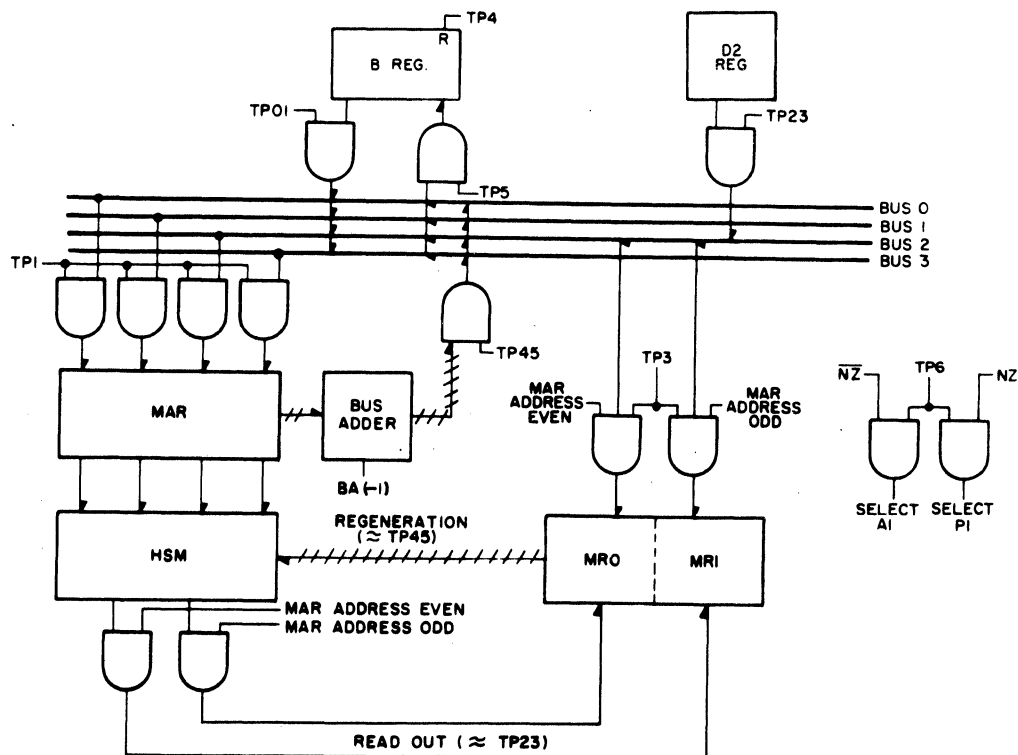 TP4
R
B REG.
D2
REG
TP01
TP23
TP5
BUS 0
BUS 1
BUS 2
BUS 3
TP1
TP45
TP3
MAR
ADDRESS
EVEN
MAR
ADDRESS
ODD
NZ
TP6
NZ
MAR
BUS
ADDER
BA(-1)
SELECT
A1
SELECT
P1
REGENERATION
(≈ TP45)
HSM
MR0
MR1
MAR ADDRESS EVEN
MAR ADDRESS ODD
READ OUT (≈ TP23)